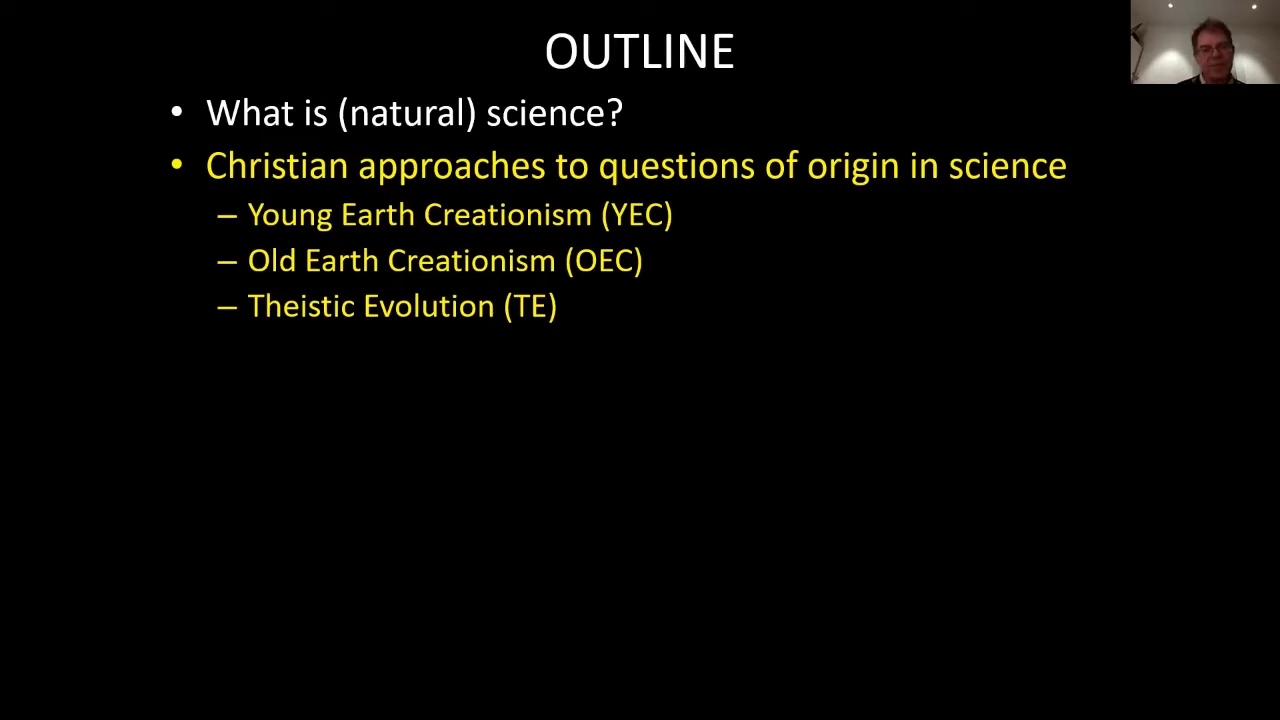 OUTLINE
• What is (natural) science?
• Christian approaches to questions of origin in science
– Young Earth Creationism (YEC)
– Old Earth Creationism (OEC)
– Theistic Evolution (TE)